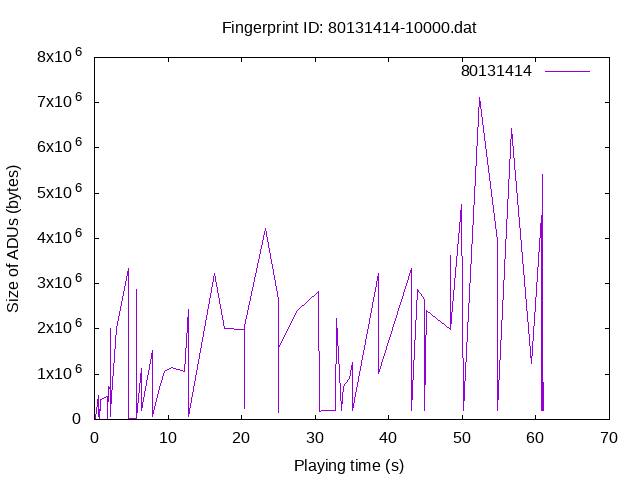 Fingerprint ID: 80131414-10000.dat
8x10^6
80131414
7x10^6
6x10^6
5x10^6
4x10^6
3x10^6
2x10^6
1x10^6
0
Size of ADUs (bytes)
0 10 20 30 40 50 60 70
Playing time (s)